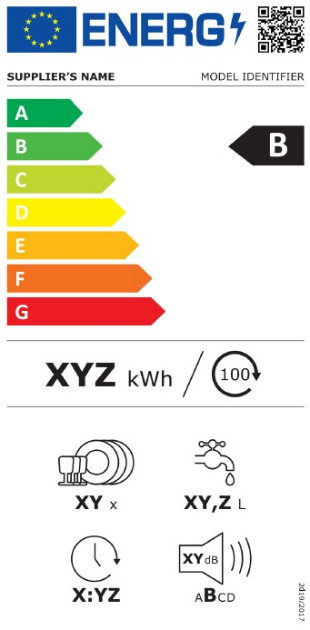 ENERG
SUPPLIER'S NAME MODEL IDENTIFIER
A
B
B
C
D
E
F
G
XYZ kWh / 100
XY x
XY,Z L
X:YZ
XY dB
ABCD
2019/2017